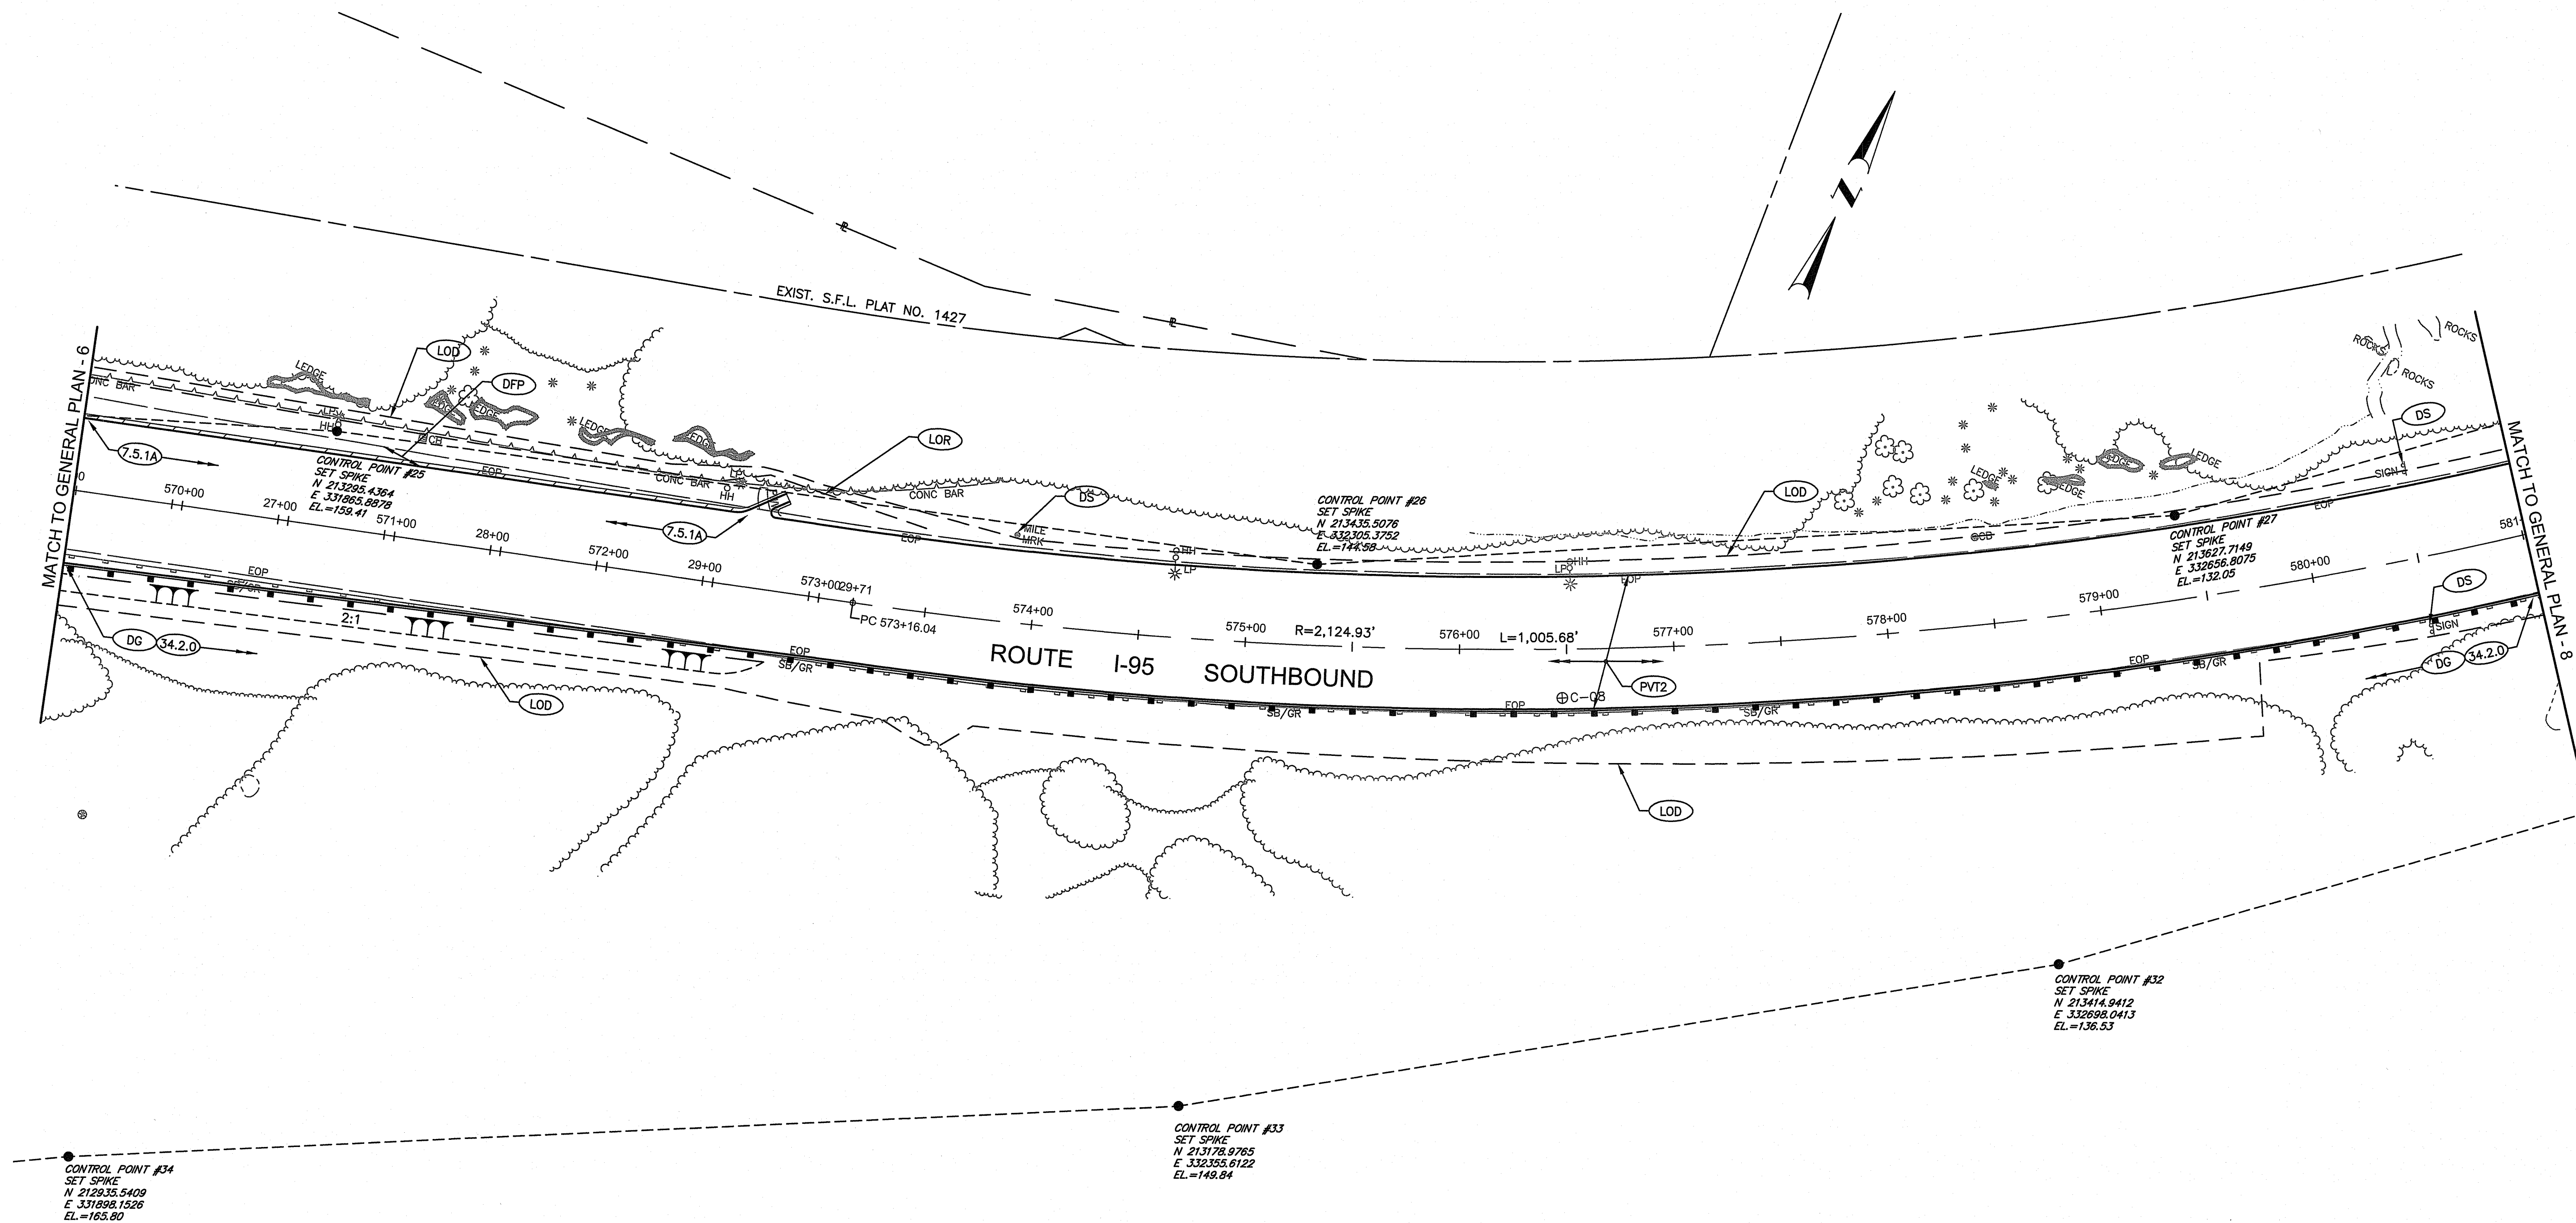 EXIST. S.F.L. PLAT NO. 1427
N
MATCH TO GENERAL PLAN - 6
MATCH TO GENERAL PLAN - 8
ROCKS
ROCKS
ROCKS
LEDGE
LOD
DFP
LEDGE
LEDGE
LEDGE
LEDGE
LOR
LP
HH
CB
7.5.1A
EOP
CONC BAR
LP
HH
CONC BAR
7.5.1A
EOP
DS
MILE
MRK
CONTROL POINT #25
SET SPIKE
N 213295.4364
E 331865.8878
EL.=159.41
CONTROL POINT #26
SET SPIKE
N 213435.5076
E 332305.3752
EL.=144.58
HH
LP
HH
LP
EOP
LOD
LEDGE
LEDGE
LEDGE
LEDGE
CB
DS
SIGN
EOP
CONTROL POINT #27
SET SPIKE
N 213627.7149
E 332656.8075
EL.=132.05
570+00
27+00
571+00
28+00
572+00
29+00
573+00
29+71
PC 573+16.04
574+00
575+00
R=2,124.93'
576+00
L=1,005.68'
577+00
578+00
579+00
580+00
581
ROUTE I-95 SOUTHBOUND
EOP
SB/GR
2:1
DG
34.2.0
LOD
EOP
SB/GR
SB/GR
EOP
C-08
PVT2
SB/GR
EOP
SB/GR
DS
SIGN
DG
34.2.0
LOD
CONTROL POINT #32
SET SPIKE
N 213414.9412
E 332698.0413
EL.=136.53
CONTROL POINT #33
SET SPIKE
N 213178.9765
E 332355.6122
EL.=149.84
CONTROL POINT #34
SET SPIKE
N 212935.5409
E 331898.1526
EL.=165.80